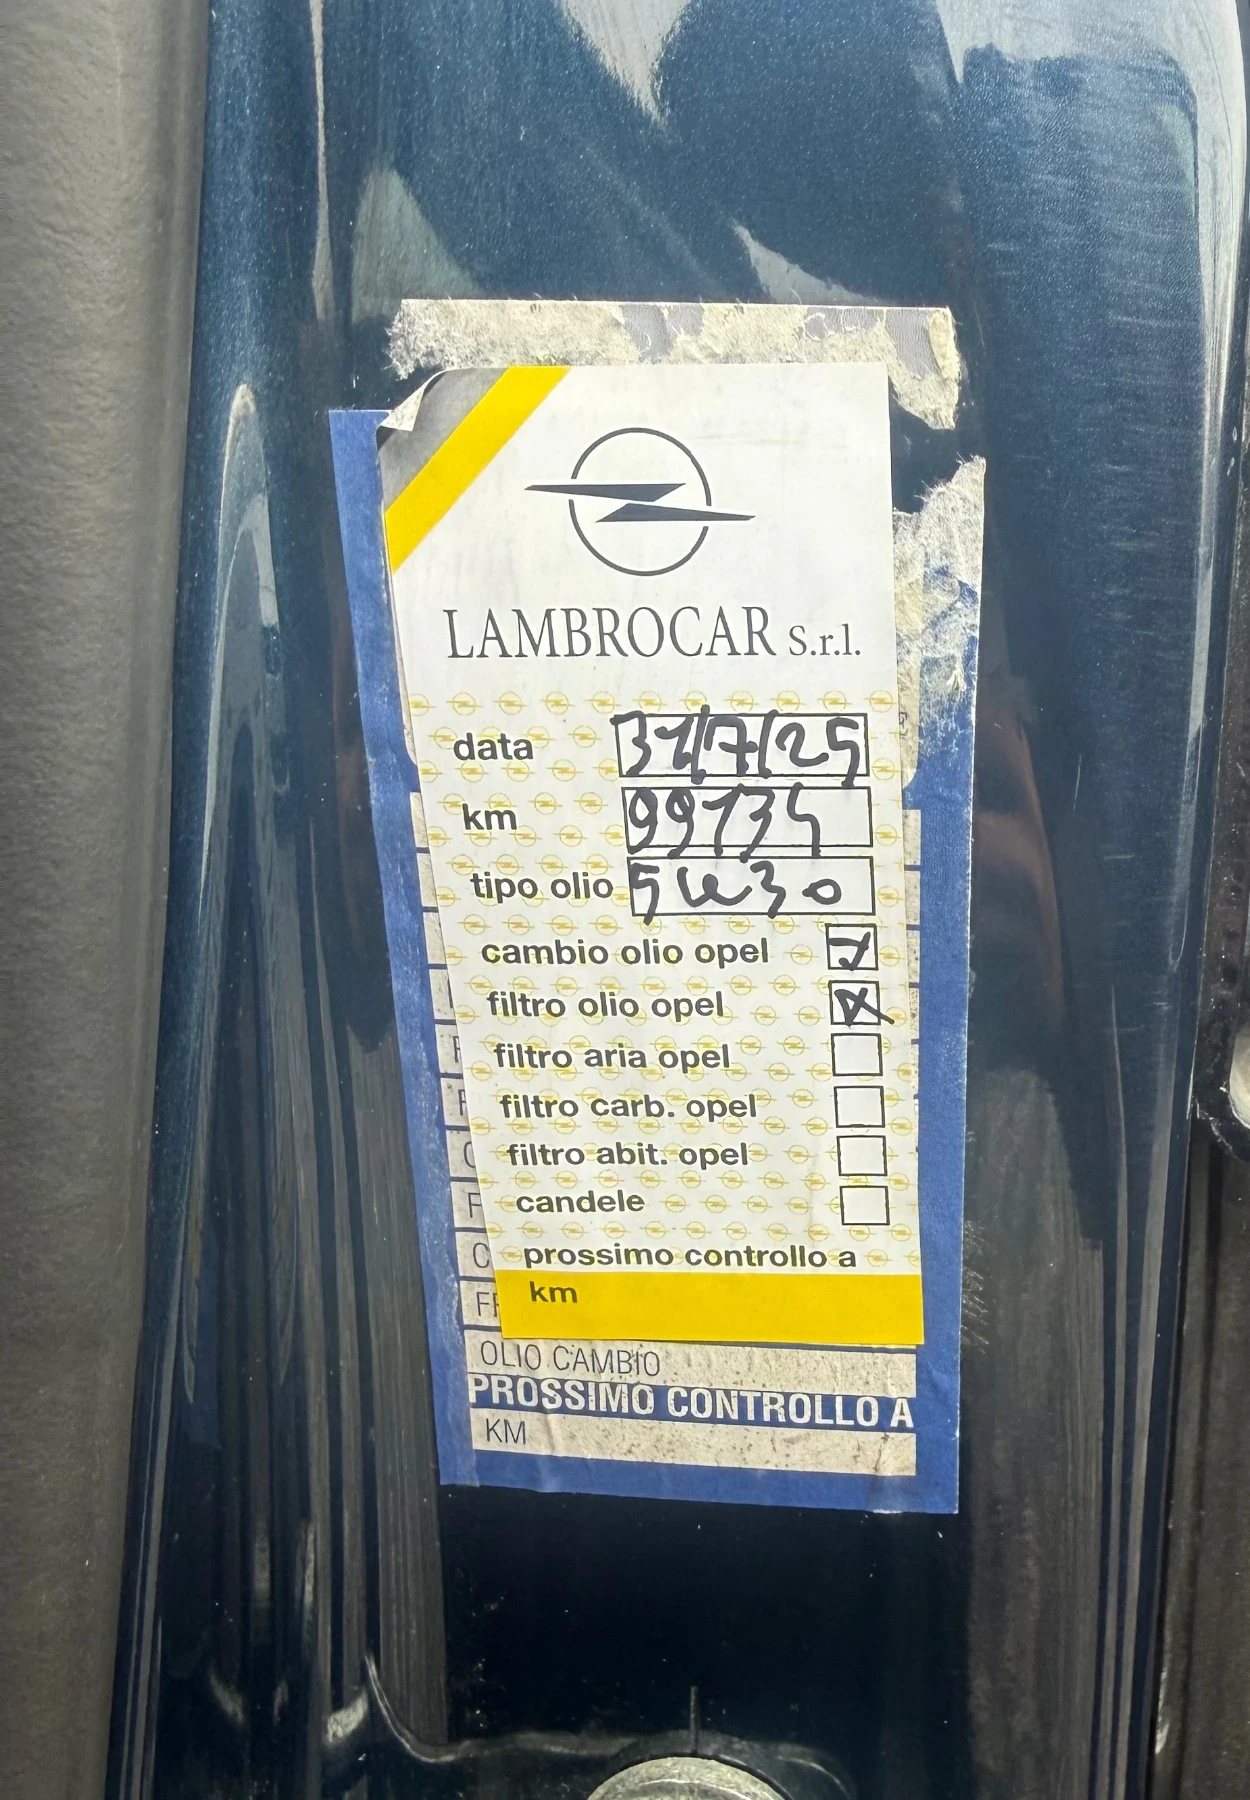 LAMBROCAR S.r.l.
data 31/7/25
km 99134
tipo olio 5W30
cambio olio opel
filtro olio opel
filtro aria opel
filtro carb. opel
filtro abit. opel
candele
prossimo controllo a
km
OLIO CAMBIO
PROSSIMO CONTROLLO A
KM